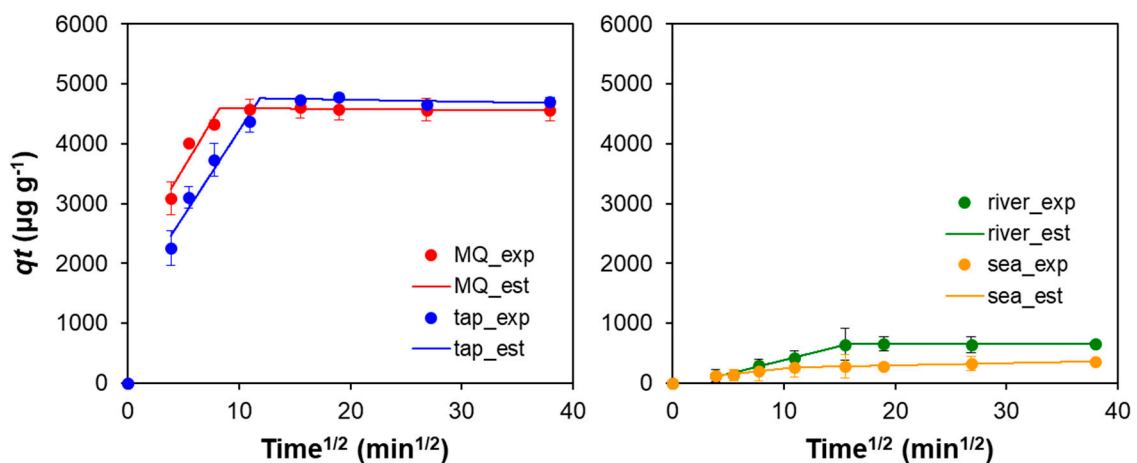 6000
5000
4000
3000
2000
1000
0
qt (µg g⁻¹)
MQ_exp
MQ_est
tap_exp
tap_est
0 10 20 30 40
Time¹/² (min¹/²)
6000
5000
4000
3000
2000
1000
0
river_exp
river_est
sea_exp
sea_est
0 10 20 30 40
Time¹/² (min¹/²)